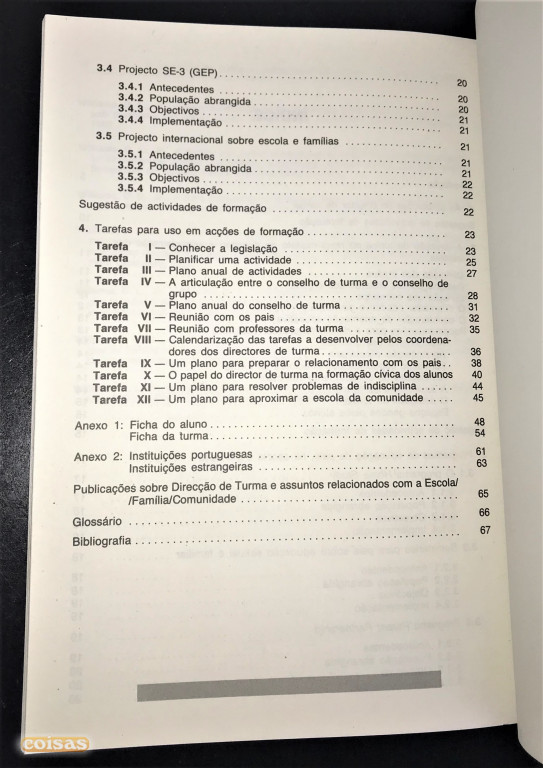 3.4 Projecto SE-3 (GEP) 20
3.4.1 Antecedentes 20
3.4.2 População abrangida 20
3.4.3 Objectivos 21
3.4.4 Implementação 21
3.5 Projecto internacional sobre escola e famílias 21
3.5.1 Antecedentes 21
3.5.2 População abrangida 21
3.5.3 Objectivos 22
3.5.4 Implementação 22
Sugestão de actividades de formação 22
4. Tarefas para uso em acções de formação 23
Tarefa I — Conhecer a legislação 23
Tarefa II — Planificar uma actividade 25
Tarefa III — Plano anual de actividades 27
Tarefa IV — A articulação entre o conselho de turma e o conselho de
grupo 28
Tarefa V — Plano anual do conselho de turma 31
Tarefa VI — Reunião com os pais 32
Tarefa VII — Reunião com professores da turma 35
Tarefa VIII — Calendarização das tarefas a desenvolver pelos coordena-
dores dos directores de turma 36
Tarefa IX — Um plano para preparar o relacionamento com os pais 38
Tarefa X — O papel do director de turma na formação cívica dos alunos 40
Tarefa XI — Um plano para resolver problemas de indisciplina 44
Tarefa XII — Um plano para aproximar a escola da comunidade 45
Anexo 1: Ficha do aluno 48
Ficha da turma 54
Anexo 2: Instituições portuguesas 61
Instituições estrangeiras 63
Publicações sobre Direcção de Turma e assuntos relacionados com a Escola/
/Família/Comunidade 65
Glossário 66
Bibliografia 67
coisas